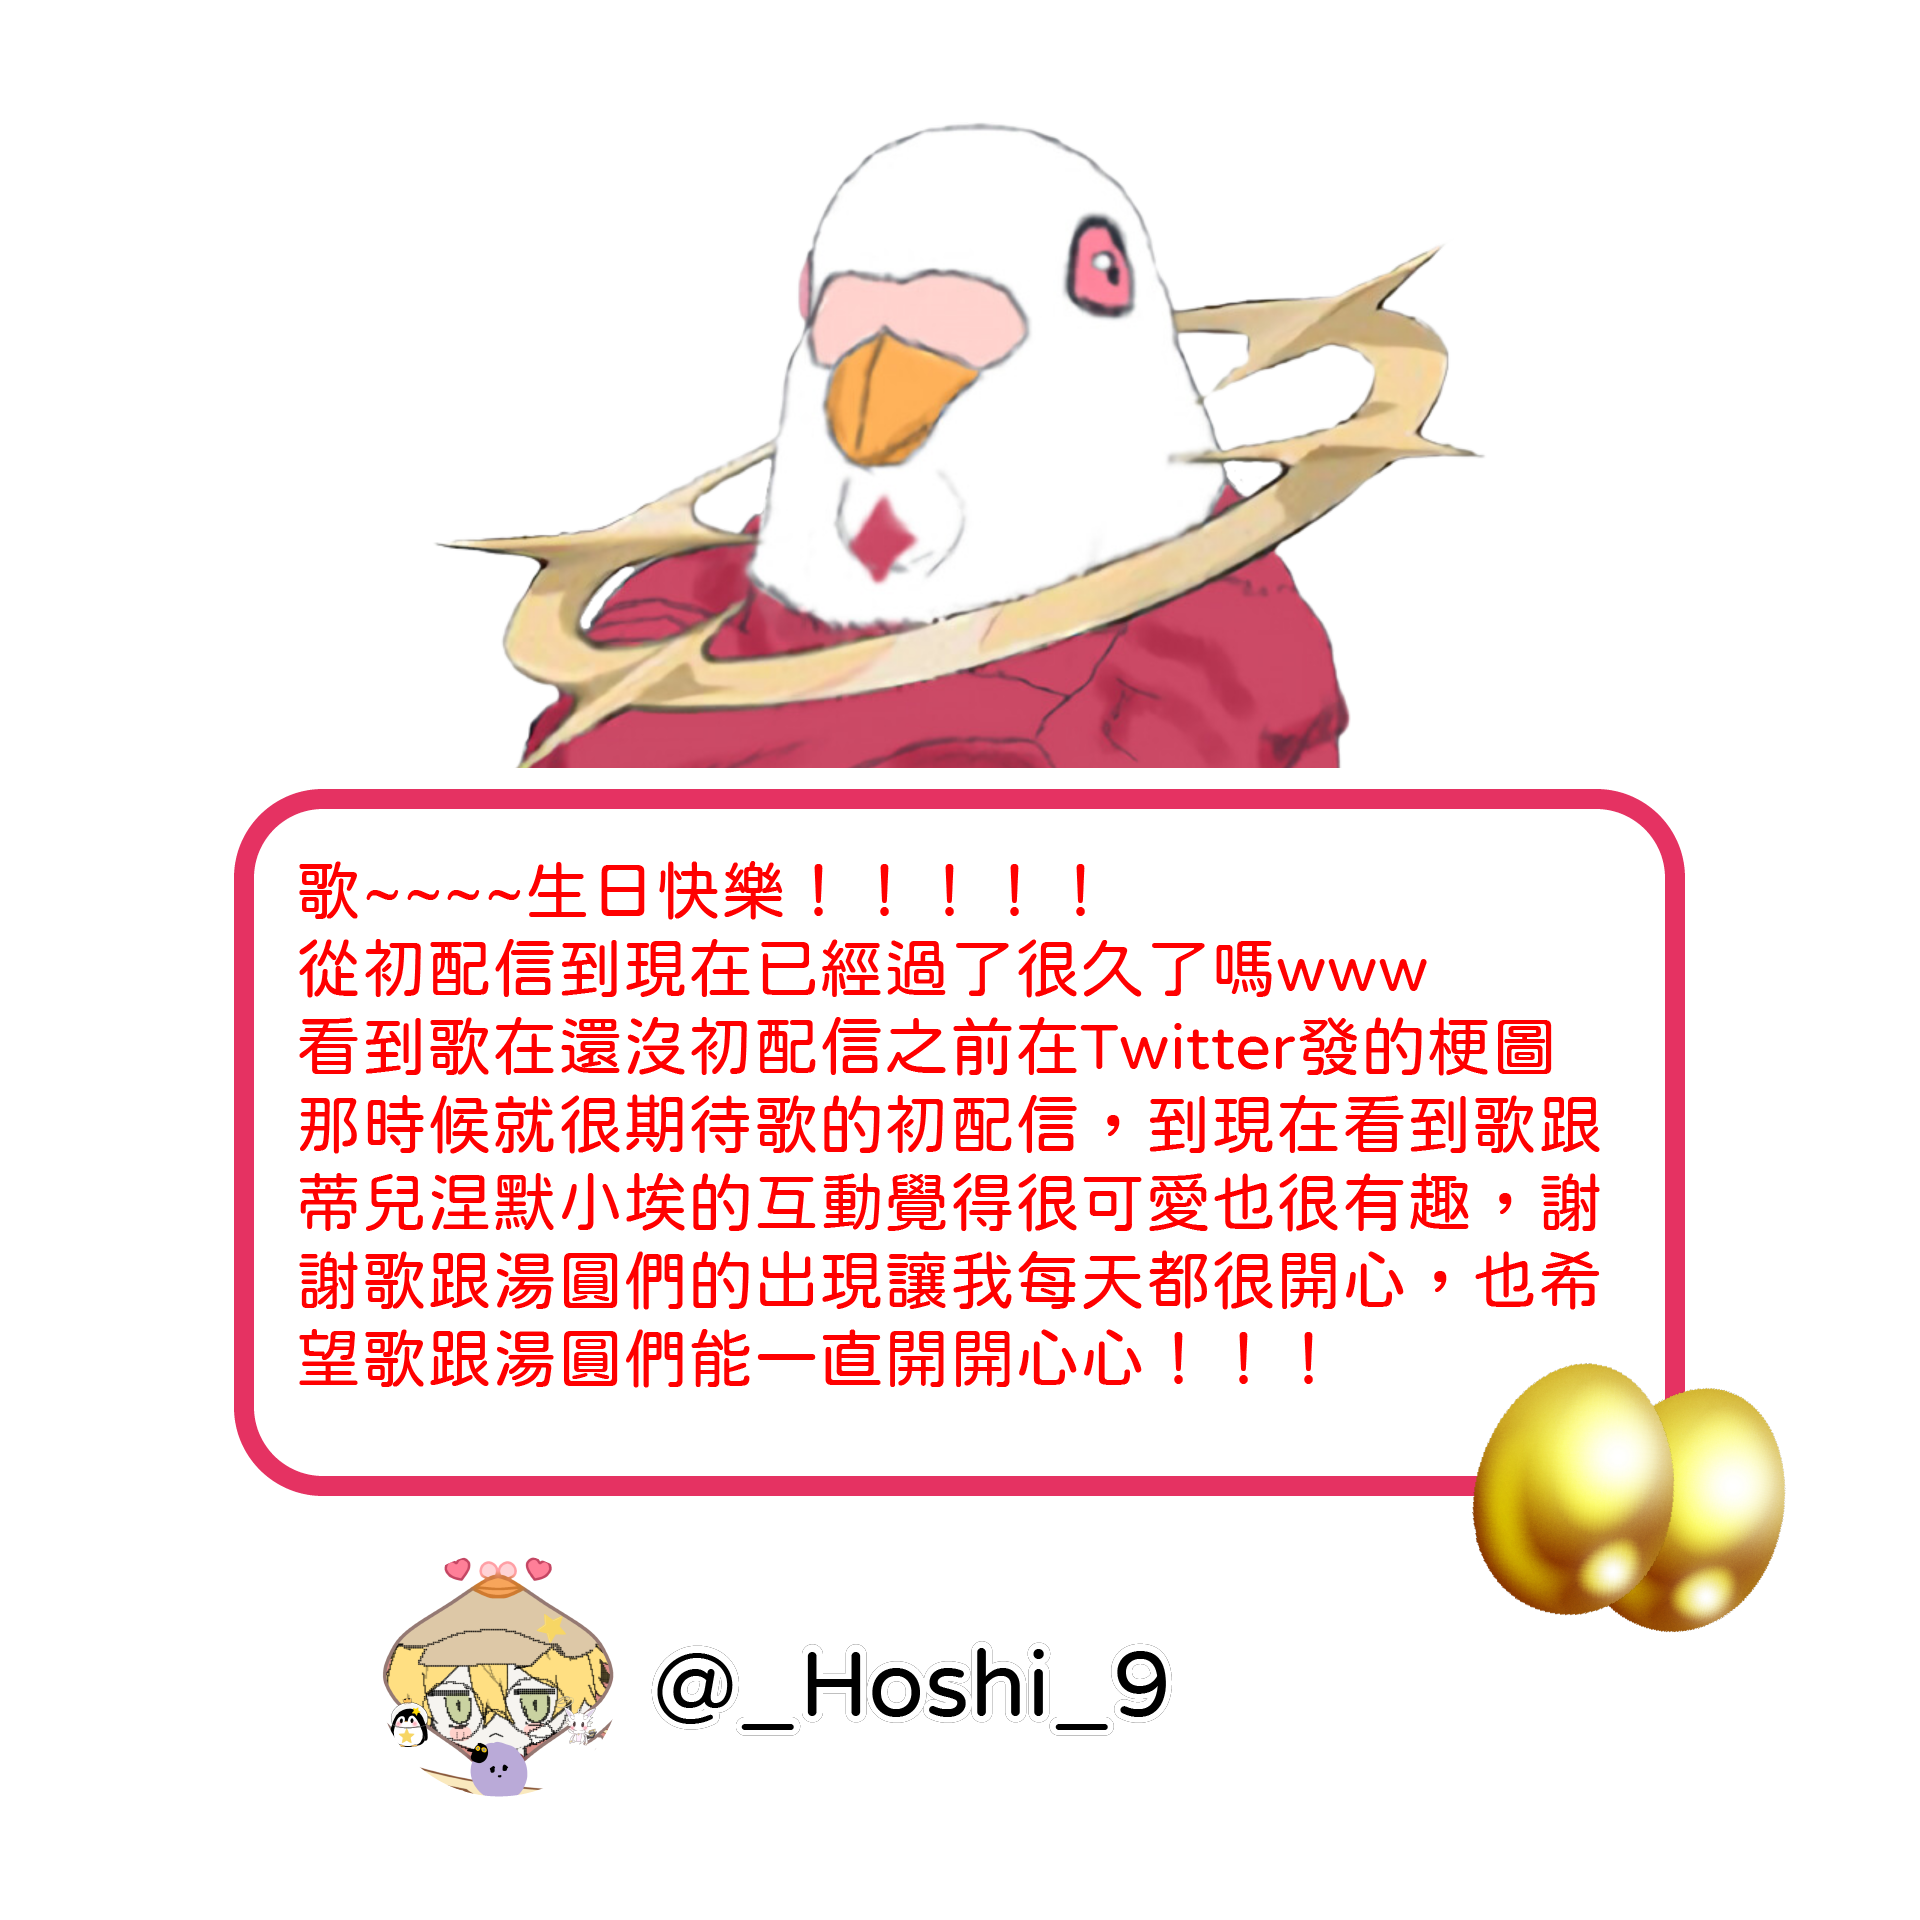 歌~~~~生日快樂！！！！！
從初配信到現在已經過了很久了嗎www
看到歌在還沒初配信之前在Twitter發的梗圖
那時候就很期待歌的初配信，到現在看到歌跟
蒂兒涅默小埃的互動覺得很可愛也很有趣，謝
謝歌跟湯圓們的出現讓我每天都很開心，也希
望歌跟湯圓們能一直開開心心！！！
@_Hoshi_9